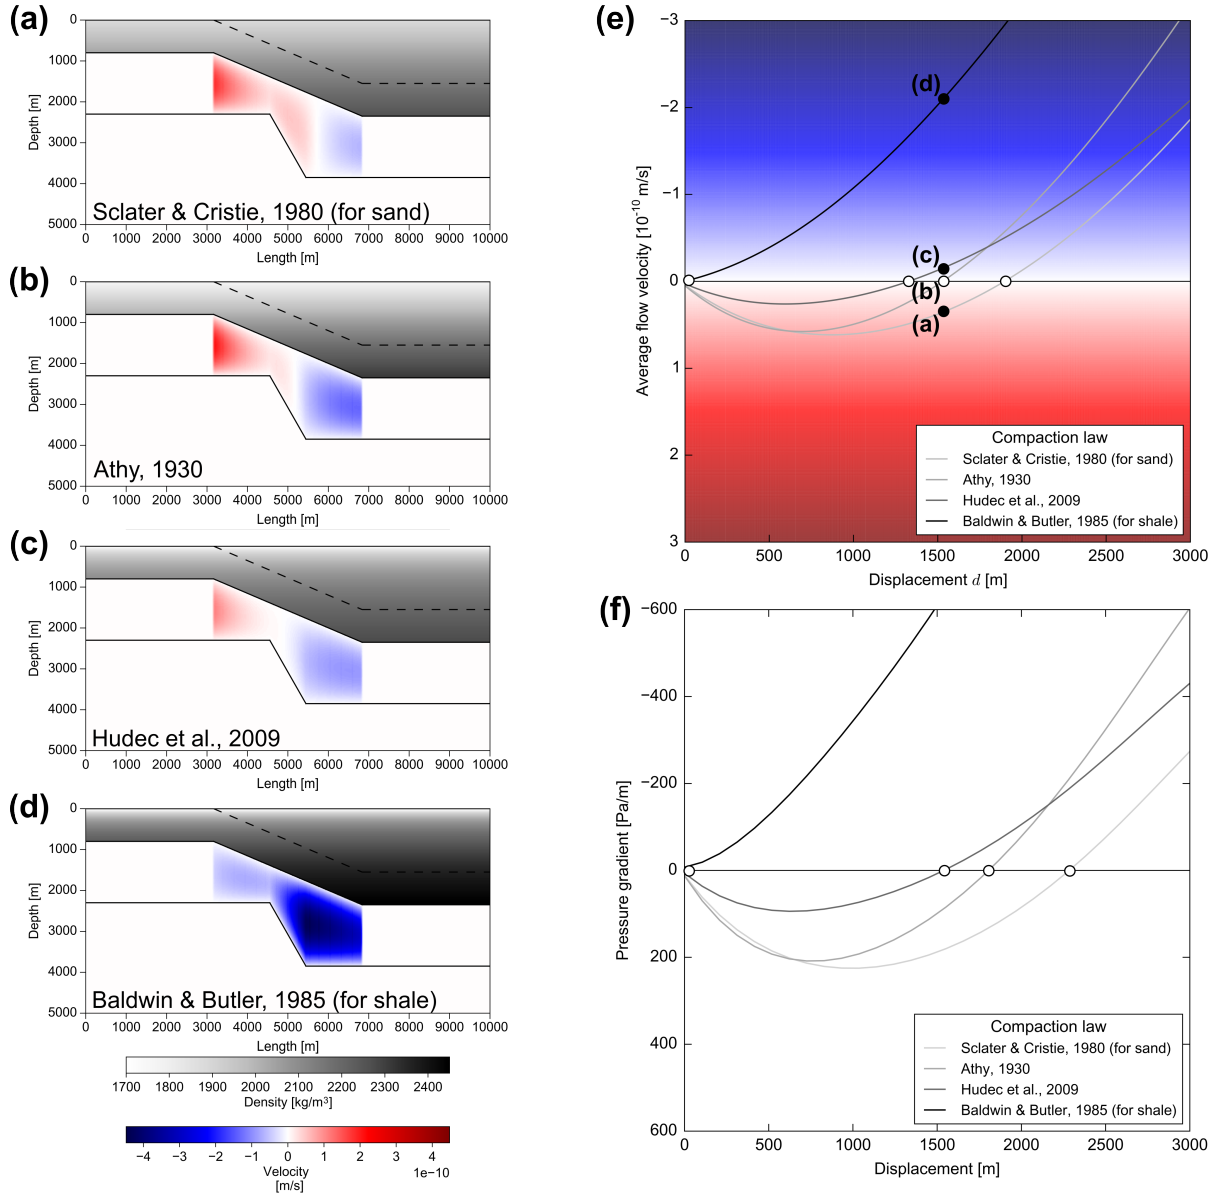 (a)
0
1000
2000
3000
4000
5000
Depth [m]
Sclater & Cristie, 1980 (for sand)
0 1000 2000 3000 4000 5000 6000 7000 8000 9000 10000
Length [m]
(b)
0
1000
2000
3000
4000
5000
Depth [m]
Athy, 1930
0 1000 2000 3000 4000 5000 6000 7000 8000 9000 10000
Length [m]
(c)
0
1000
2000
3000
4000
5000
Depth [m]
Hudec et al., 2009
0 1000 2000 3000 4000 5000 6000 7000 8000 9000 10000
Length [m]
(d)
0
1000
2000
3000
4000
5000
Depth [m]
Baldwin & Butler, 1985 (for shale)
0 1000 2000 3000 4000 5000 6000 7000 8000 9000 10000
Length [m]
1700 1800 1900 2000 2100 2200 2300 2400
Density [kg/m³]
−4 −3 −2 −1 0 1 2 3 4
Velocity
[m/s]
1e−10
(e)
−3
−2
−1
0
1
2
3
Average flow velocity [10⁻¹⁰ m/s]
(d)
(c)
(b)
(a)
Compaction law
Sclater & Cristie, 1980 (for sand)
Athy, 1930
Hudec et al., 2009
Baldwin & Butler, 1985 (for shale)
0 500 1000 1500 2000 2500 3000
Displacement d [m]
(f)
−600
−400
−200
0
200
400
600
Pressure gradient [Pa/m]
Compaction law
Sclater & Cristie, 1980 (for sand)
Athy, 1930
Hudec et al., 2009
Baldwin & Butler, 1985 (for shale)
0 500 1000 1500 2000 2500 3000
Displacement [m]